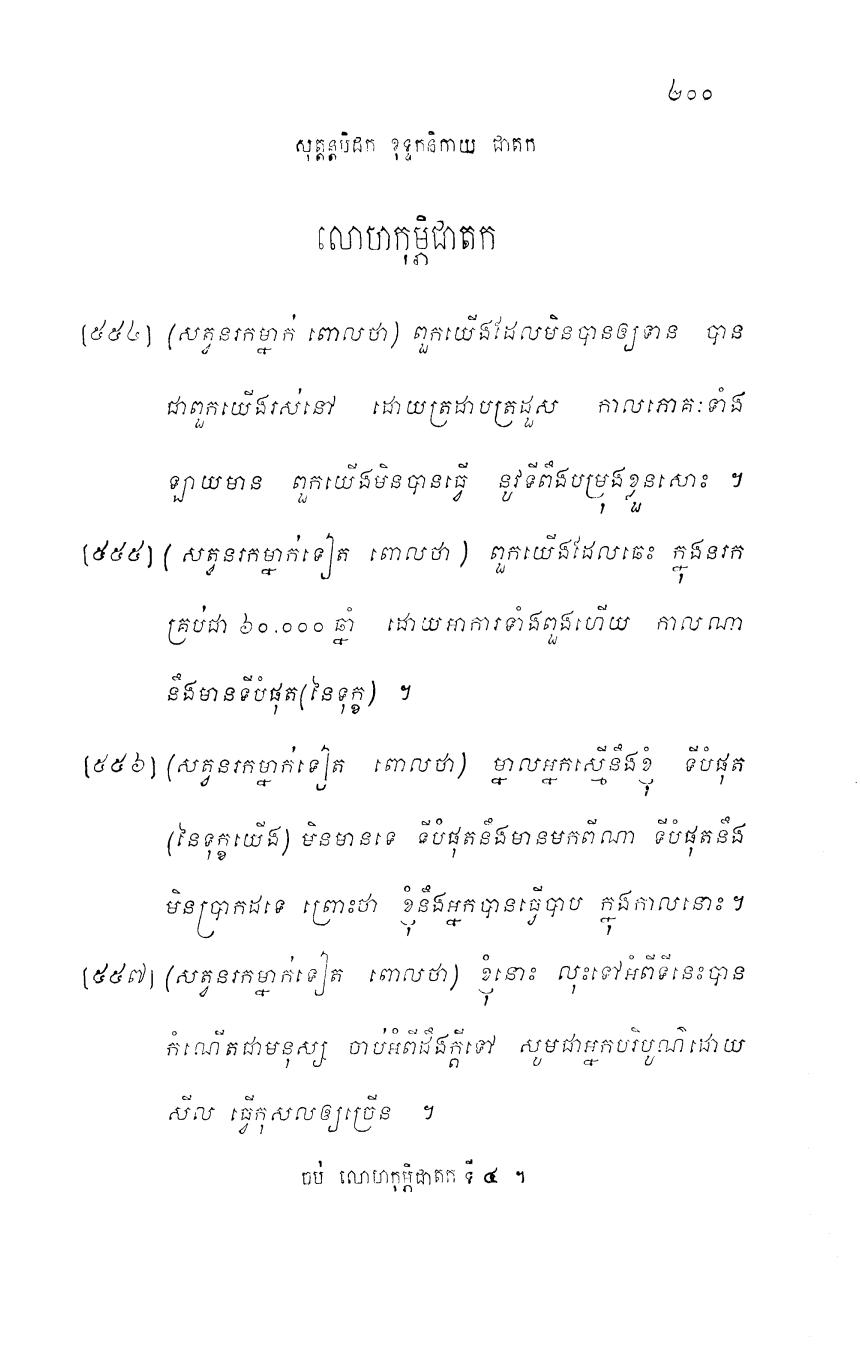 ២០០
សុត្តន្តបិដក ខុទ្ទកនិកាយ ជាតក
លោហកុម្ភិជាតក
[៥៥៤] (សត្វនរកម្នាក់ ពោលថា) ពួកយើងដែលមិនបានឲ្យទាន បាន
ជាពួកយើងរស់នៅ ដោយត្រដាបត្រដួស កាលភោគៈទាំង
ឡាយមាន ពួកយើងមិនបានធ្វើ នូវទីពឹងបម្រុងខ្លួនសោះ ។
[៥៥៥] ( សត្វនរកម្នាក់ទៀត ពោលថា ) ពួកយើងដែលឆេះ ក្នុងនរក
គ្រប់ជា ៦០.០០០ ឆ្នាំ ដោយអាការទាំងពួងហើយ កាលណា
នឹងមានទីបំផុត(នៃទុក្ខ) ។
[៥៥៦] (សត្វនរកម្នាក់ទៀត ពោលថា) ម្នាលអ្នកស្មើនឹងខ្ញុំ ទីបំផុត
(នៃទុក្ខយើង) មិនមានទេ ទីបំផុតនឹងមានមកពីណា ទីបំផុតនឹង
មិនប្រាកដទេ ព្រោះថា ខ្ញុំនឹងអ្នកបានធ្វើបាប ក្នុងកាលនោះ ។
[៥៥៧] (សត្វនរកម្នាក់ទៀត ពោលថា) ខ្ញុំនោះ លុះទៅអំពីទីនេះបាន
កំណើតជាមនុស្ស ចាប់អំពីដឹងក្តីទៅ សូមជាអ្នកបរិបូណ៌ដោយ
សីល ធ្វើកុសលឲ្យច្រើន ។
ចប់ លោហកុម្ភិជាតក ទី ៤ ។